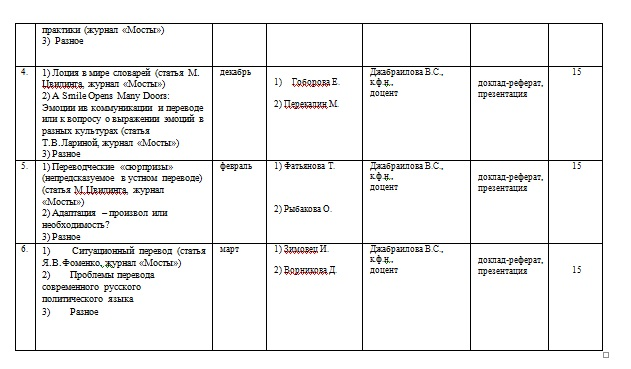 практики (журнал «Мосты»)
3) Разное
4.
1) Лоция в мире словарей (статья М.
Цвилинга, журнал «Мосты»)
2) A Smile Opens Many Doors:
Эмоции ив коммуникации и переводе
или к вопросу о выражении эмоций в
разных культурах (статья
Т.В. Лариной, журнал «Мосты»)
3) Разное
декабрь
1) Гоборова Е.
2) Перекалин М.
Джабраилова В.С.,
к.ф.н.,
доцент
доклад-реферат,
презентация
15
5.
1) Переводческие «сюрпризы»
(непредсказуемое в устном переводе)
(статья М.Цвилинга, журнал
«Мосты»)
2) Адаптация – произвол или
необходимость?
3) Разное
февраль
1) Фатьянова Т.
2) Рыбакова О.
Джабраилова В.С.,
к.ф.н.,
доцент
доклад-реферат,
презентация
15
6.
1) Ситуационный перевод (статья
Я.В. Фоменко, журнал «Мосты»)
2) Проблемы перевода
современного русского
политического языка
3) Разное
март
1) Зимовец И.
2) Ворникова Д.
Джабраилова В.С.,
к.ф.н.,
доцент
доклад-реферат,
презентация
15